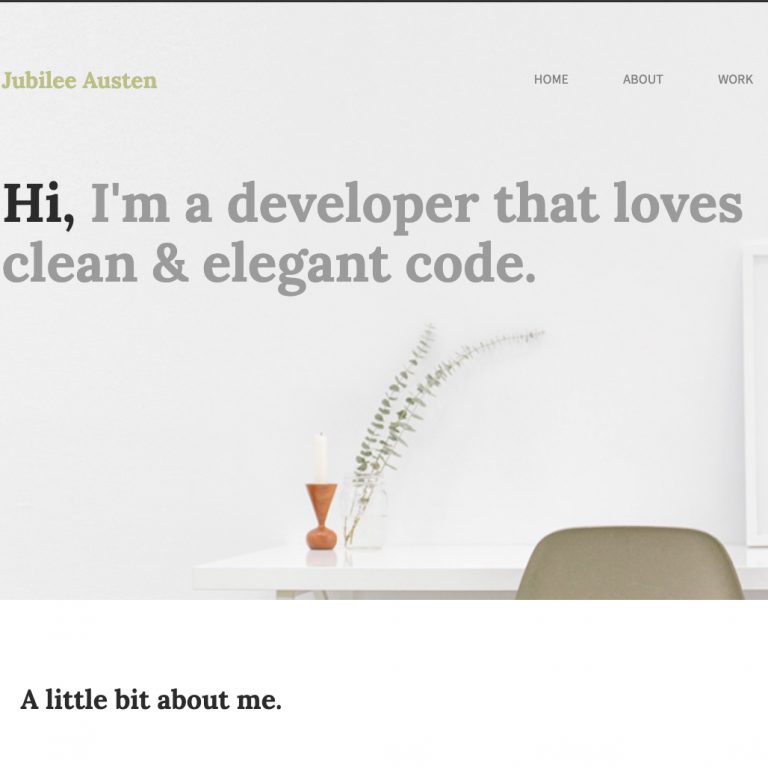 Jubilee Austen
HOME ABOUT WORK
Hi, I'm a developer that loves
clean & elegant code.
A little bit about me.